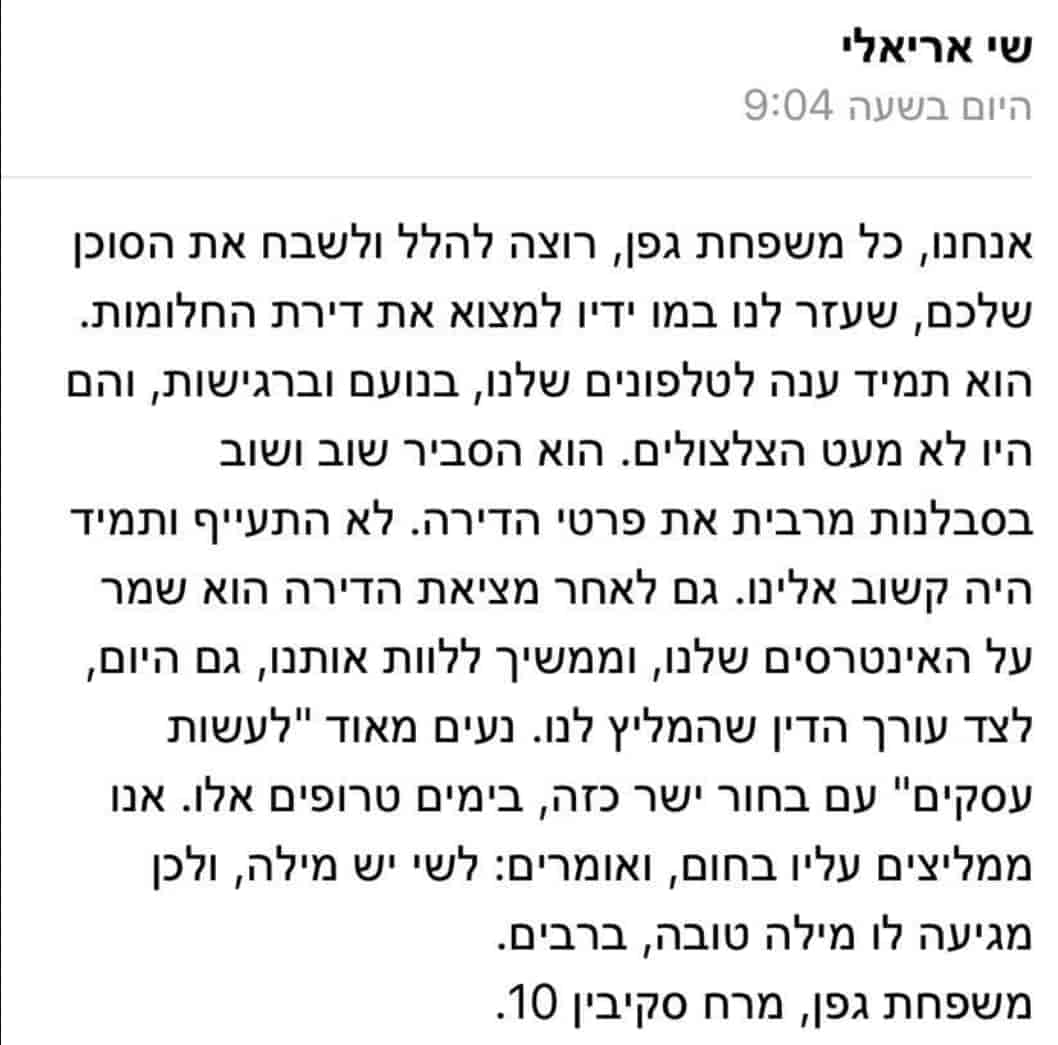 שי אריאלי
היום בשעה 9:04
אנחנו, כל משפחת גפן, רוצה להלל ולשבח את הסוכן
שלכם, שעזר לנו במו ידיו למצוא את דירת החלומות.
הוא תמיד ענה לטלפונים שלנו, בנועם וברגישות, והם
היו לא מעט הצלצולים. הוא הסביר שוב ושוב
בסבלנות מרבית את פרטי הדירה. לא התעייף ותמיד
היה קשוב אלינו. גם לאחר מציאת הדירה הוא שמר
על האינטרסים שלנו, וממשיך ללוות אותנו, גם היום,
לצד עורך הדין שהמליץ לנו. נעים מאוד "לעשות
עסקים" עם בחור ישר כזה, בימים טרופים אלו. אנו
ממליצים עליו בחום, ואומרים: לשי יש מילה, ולכן
מגיעה לו מילה טובה, ברבים.
משפחת גפן, מרח סקיבין 10.